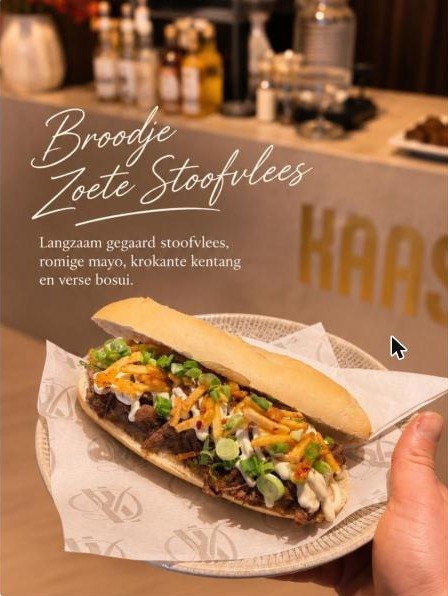 Broodje
Zoete Stoofvlees
Langzaam gegaard stoofvlees,
romige mayo, krokante kentang
en verse bosui.
KAAS